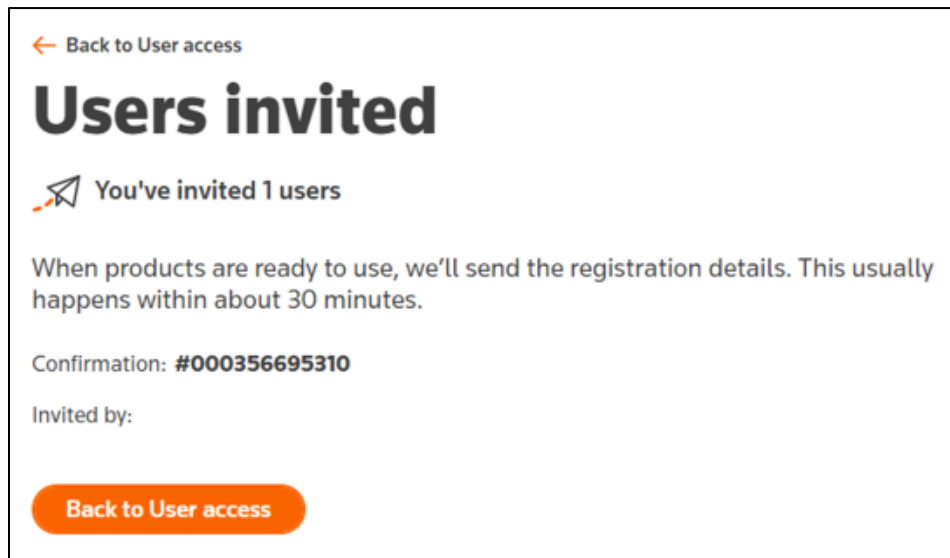 Back to User access
Users invited
You've invited 1 users
When products are ready to use, we'll send the registration details. This usually
happens within about 30 minutes.
Confirmation: #000356695310
Invited by:
Back to User access